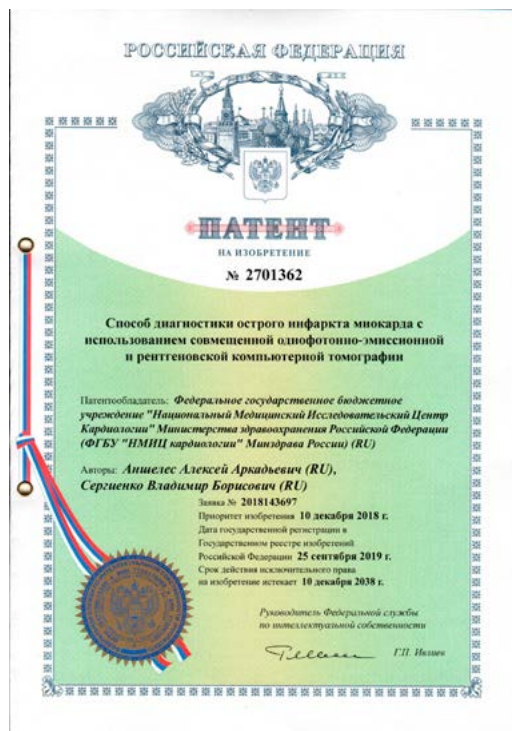 РОССИЙСКАЯ ФЕДЕРАЦИЯ
ПАТЕНТ
НА ИЗОБРЕТЕНИЕ
№ 2701362
Способ диагностики острого инфаркта миокарда с
использованием совмещенной однофотонно-эмиссионной
и рентгеновской компьютерной томографии
Патентообладатель: Федеральное государственное бюджетное
учреждение "Национальный Медицинский Исследовательский Центр
Кардиологии" Министерства здравоохранения Российской Федерации
(ФГБУ "НМИЦ кардиологии" Минздрава России) (RU)
Авторы: Аншелес Алексей Аркадьевич (RU),
Сергиенко Владимир Борисович (RU)
Заявка № 2018143697
Приоритет изобретения 10 декабря 2018 г.
Дата государственной регистрации в
Государственном реестре изобретений
Российской Федерации 25 сентября 2019 г.
Срок действия исключительного права
на изобретение истекает 10 декабря 2038 г.
Руководитель Федеральной службы
по интеллектуальной собственности
Г.П. Ивлиев